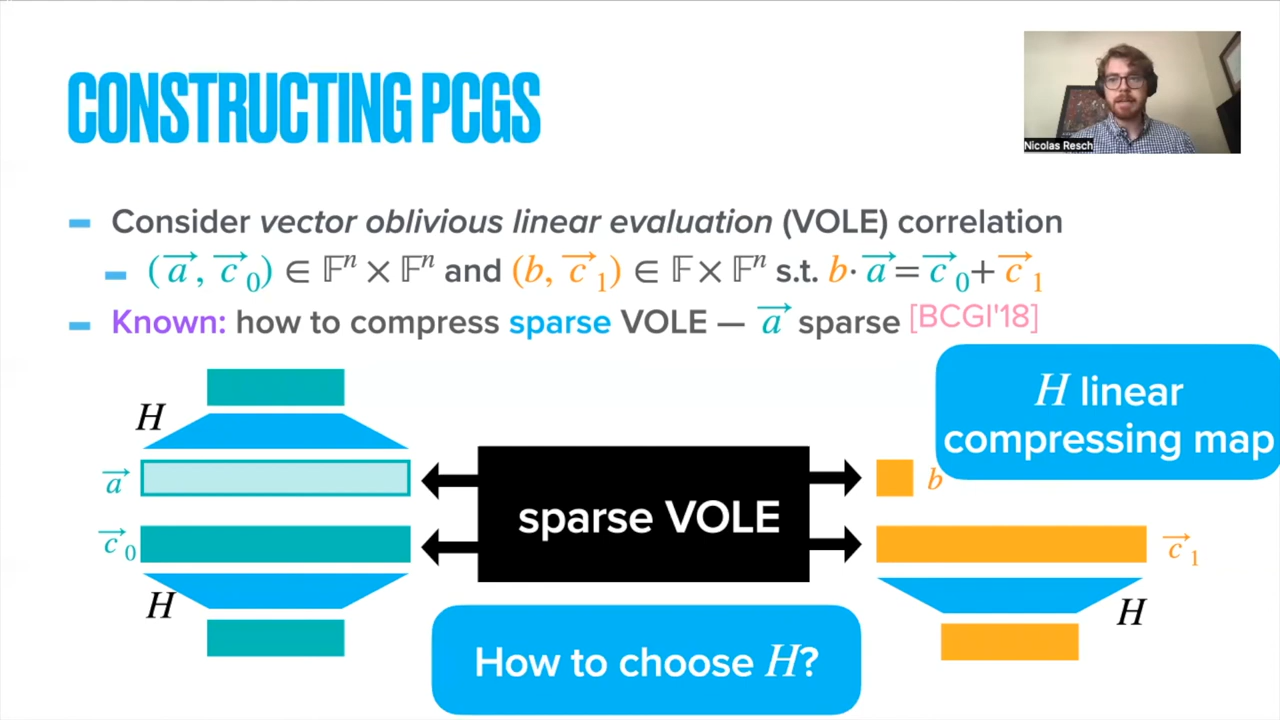 CONSTRUCTING PCGS
Nicolas Resch
Consider vector oblivious linear evaluation (VOLE) correlation
(a⃗, c⃗₀) ∈ 𝔽ⁿ × 𝔽ⁿ and (b, c⃗₁) ∈ 𝔽 × 𝔽ⁿ s.t. b · a⃗ = c⃗₀ + c⃗₁
Known: how to compress sparse VOLE — a⃗ sparse [BCGI'18]
H linear
compressing map
H
a⃗
b
sparse VOLE
c⃗₀
c⃗₁
H
H
How to choose H?